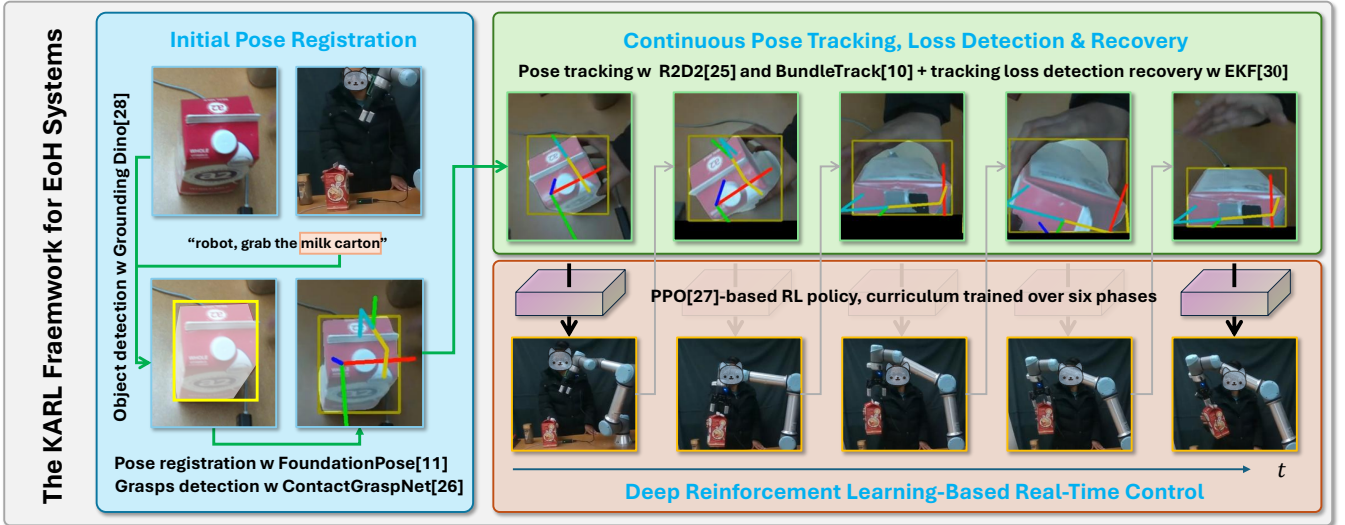 The KARL Fraemwork for EoH Systems
Initial Pose Registration
Object detection w Grounding Dino[28]
“robot, grab the milk carton”
Pose registration w FoundationPose[11]
Grasps detection w ContactGraspNet[26]
Continuous Pose Tracking, Loss Detection & Recovery
Pose tracking w R2D2[25] and BundleTrack[10] + tracking loss detection recovery w EKF[30]
PPO[27]-based RL policy, curriculum trained over six phases
t
Deep Reinforcement Learning-Based Real-Time Control